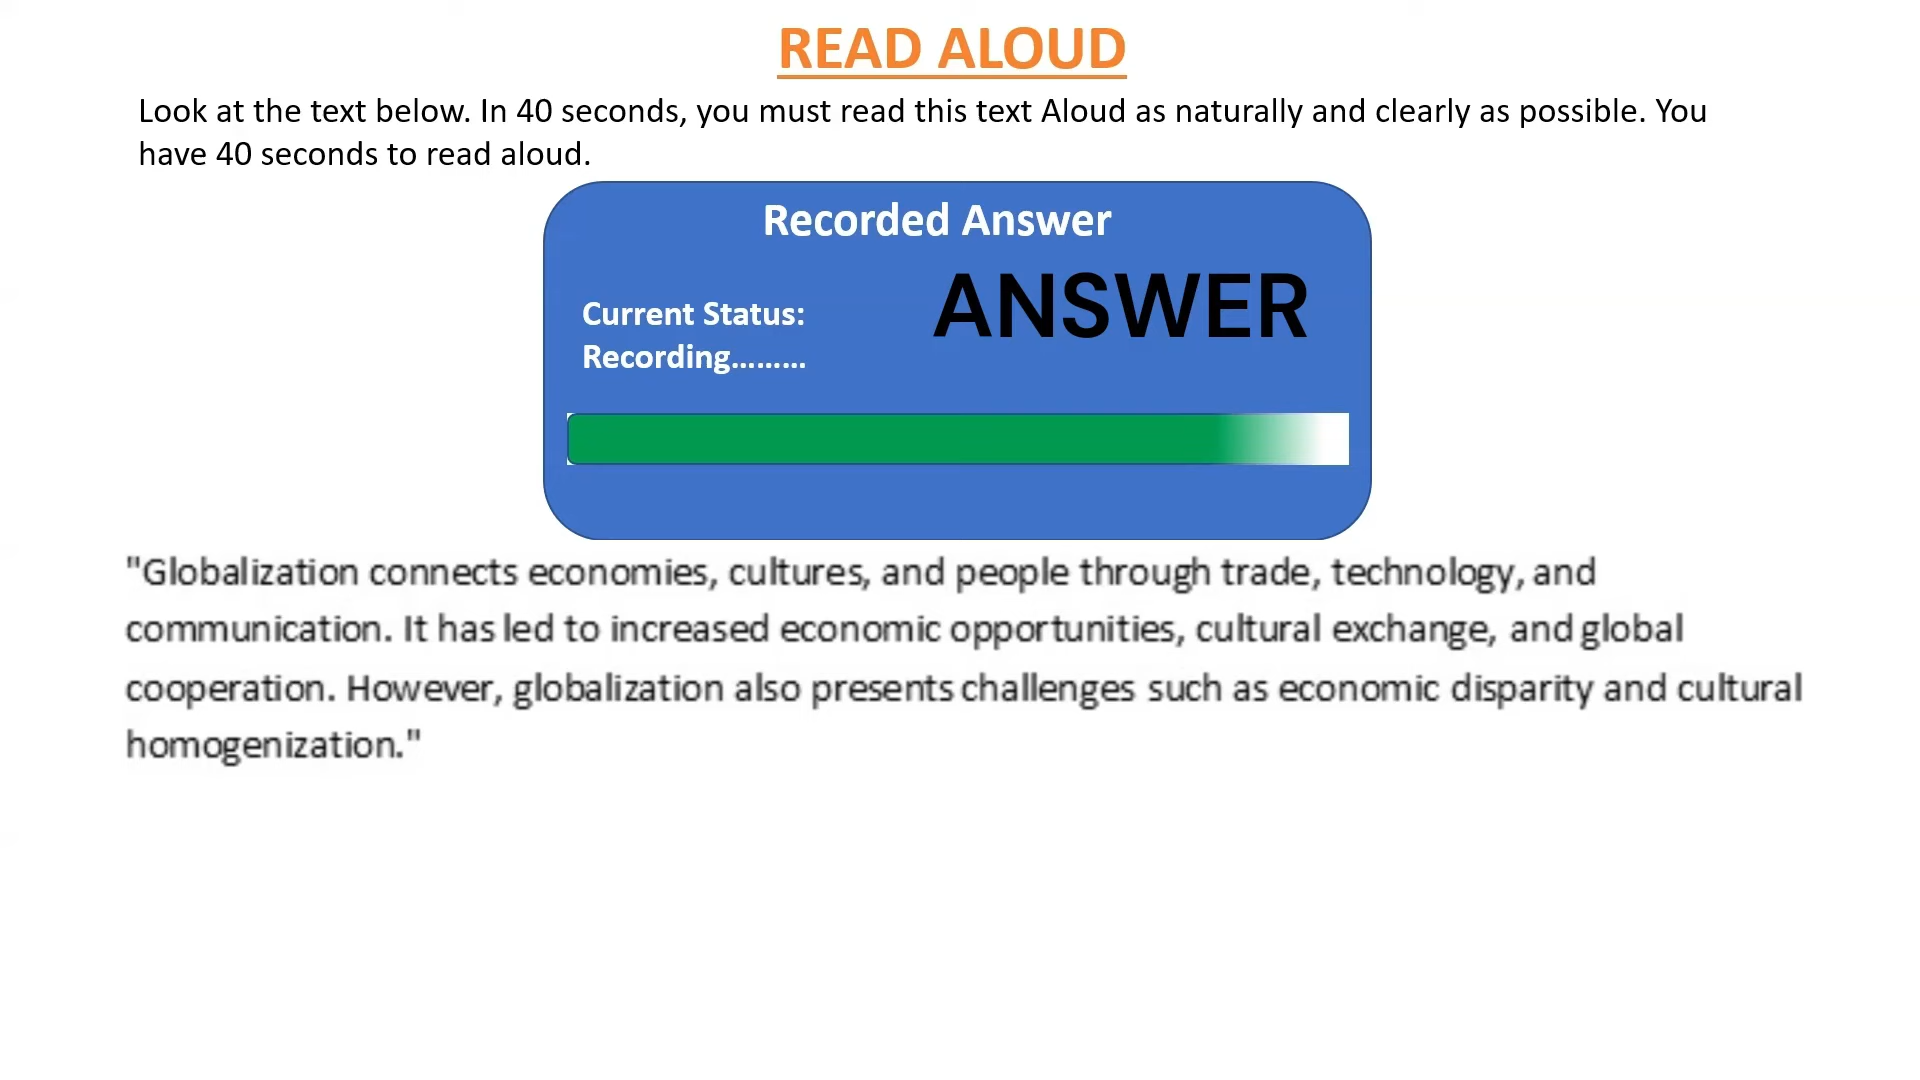 READ ALOUD
Look at the text below. In 40 seconds, you must read this text Aloud as naturally and clearly as possible. You
have 40 seconds to read aloud.
Recorded Answer
ANSWER
Current Status:
Recording.........
"Globalization connects economies, cultures, and people through trade, technology, and
communication. It has led to increased economic opportunities, cultural exchange, and global
cooperation. However, globalization also presents challenges such as economic disparity and cultural
homogenization."